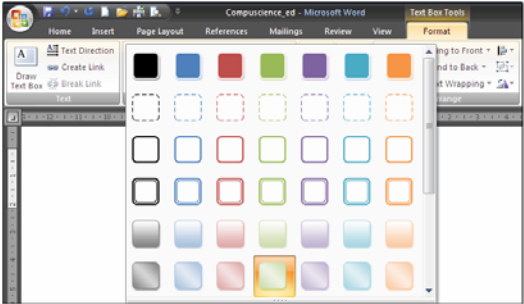 Compuscience_ed - Microsoft Word
Text Box Tools
Home Insert Page Layout References Mailings Review View Format
A
Text Direction
Create Link
Break Link
Draw
Text Box
Text
ing to Front
nd to Back
t Wrapping
range